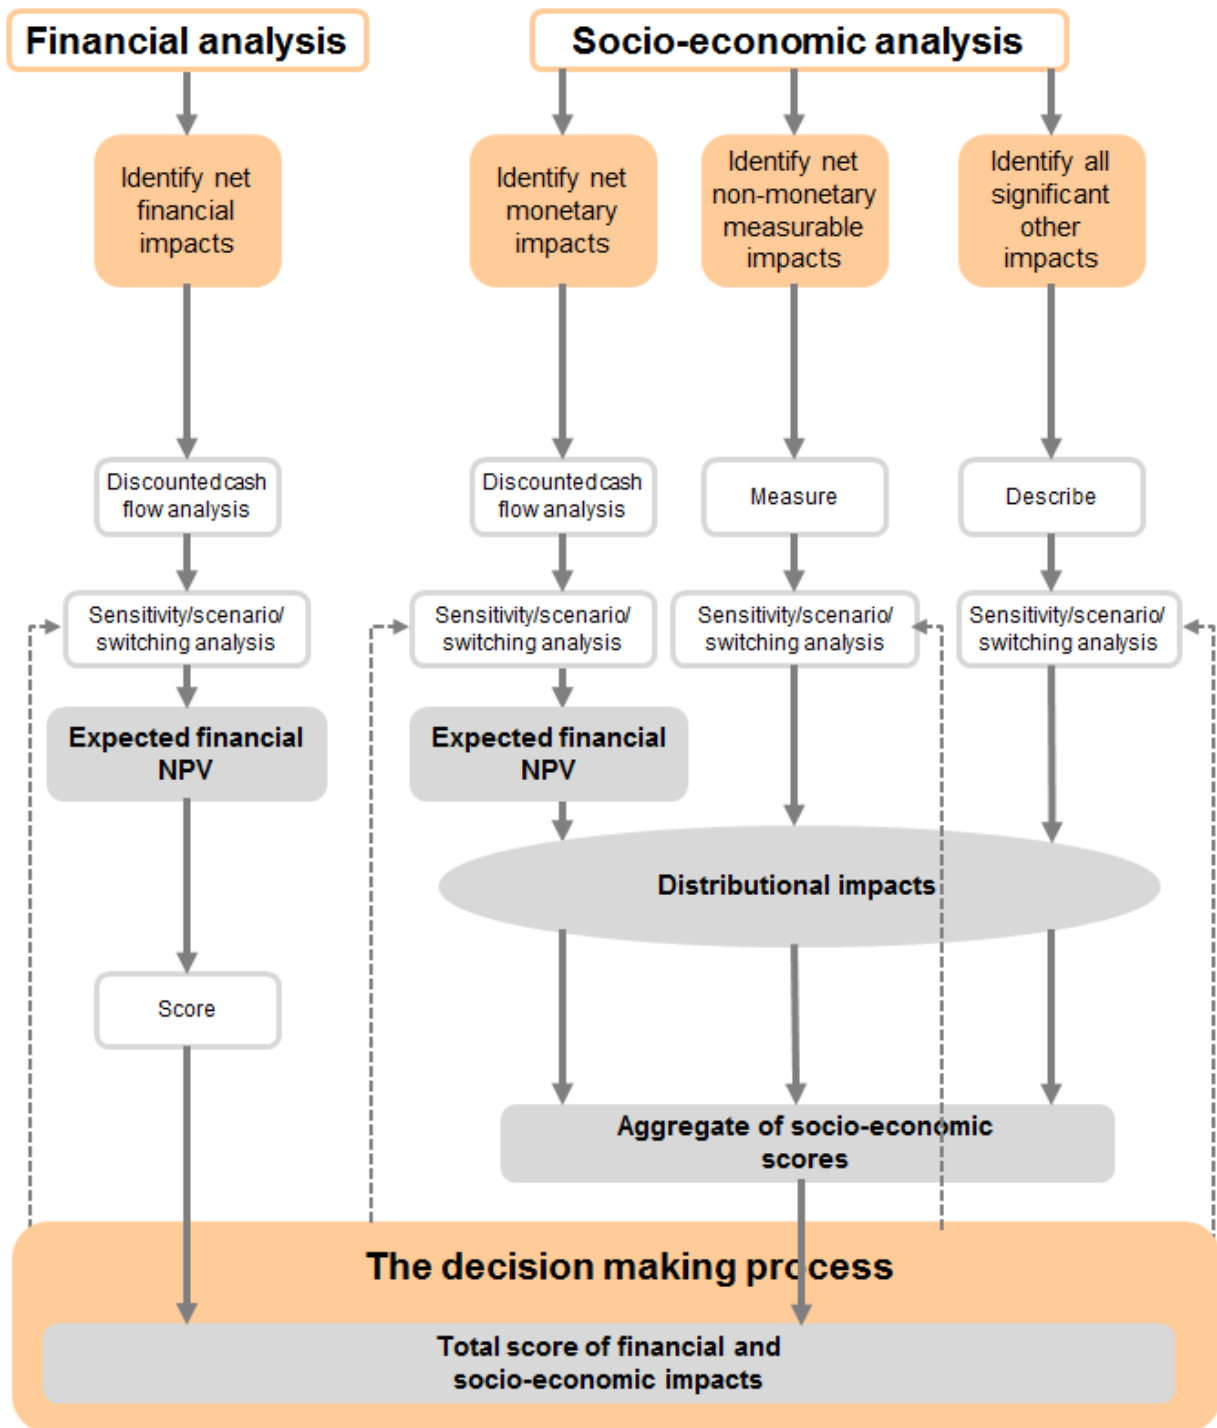 Financial analysis
Socio-economic analysis
Identify net
financial
impacts
Identify net
monetary
impacts
Identify net
non-monetary
measurable
impacts
Identify all
significant
other
impacts
Discounted cash
flow analysis
Discounted cash
flow analysis
Measure
Describe
Sensitivity/scenario/
switching analysis
Sensitivity/scenario/
switching analysis
Sensitivity/scenario/
switching analysis
Sensitivity/scenario/
switching analysis
Expected financial
NPV
Expected financial
NPV
Distributional impacts
Score
Aggregate of socio-economic
scores
The decision making process
Total score of financial and
socio-economic impacts